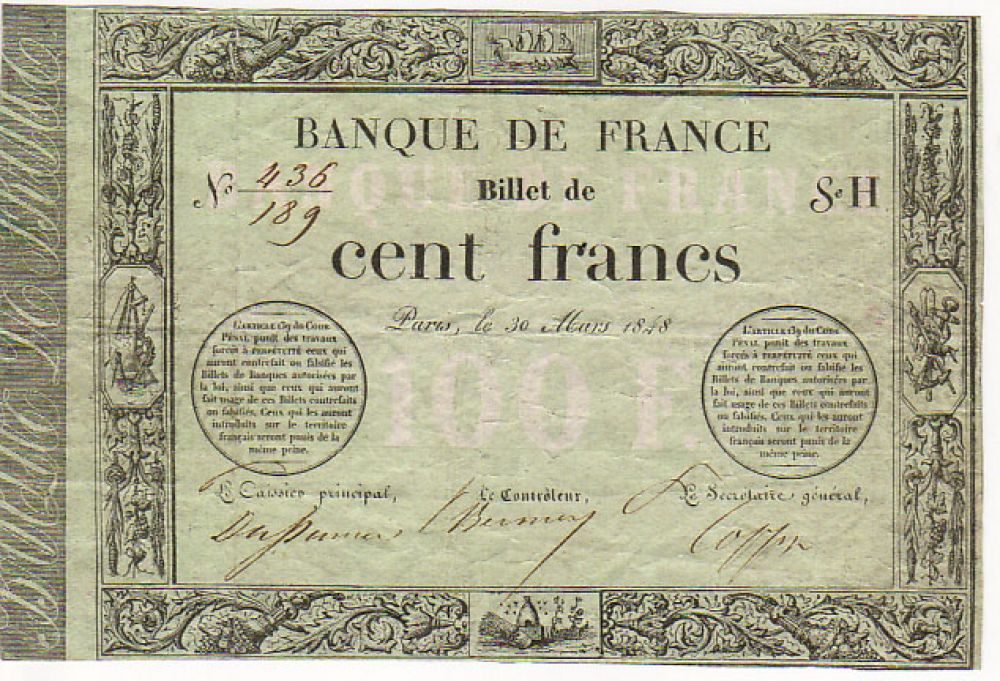 BANQUE DE FRANCE
BANQUE DE FRANCE
No 436
189
Billet de
Se H
cent francs
Paris, le 30 Mars 1848
100 F.
L'ARTICLE 139 du CODE
PÉNAL punit des travaux
forcés à PERPÉTUITÉ ceux qui
auront contrefait ou falsifié les
Billets de Banques autorisées par
la loi, ainsi que ceux qui auront
fait usage de ces Billets contrefaits
ou falsifiés. Ceux qui les auront
introduits sur le territoire
français seront punis de la
même peine.
L'ARTICLE 139 du CODE
PÉNAL punit des travaux
forcés à PERPÉTUITÉ ceux qui
auront contrefait ou falsifié les
Billets de Banques autorisées par
la loi, ainsi que ceux qui auront
fait usage de ces Billets contrefaits
ou falsifiés. Ceux qui les auront
introduits sur le territoire
français seront punis de la
même peine.
Le Caissier principal,
Le Contrôleur,
Le Secrétaire général,